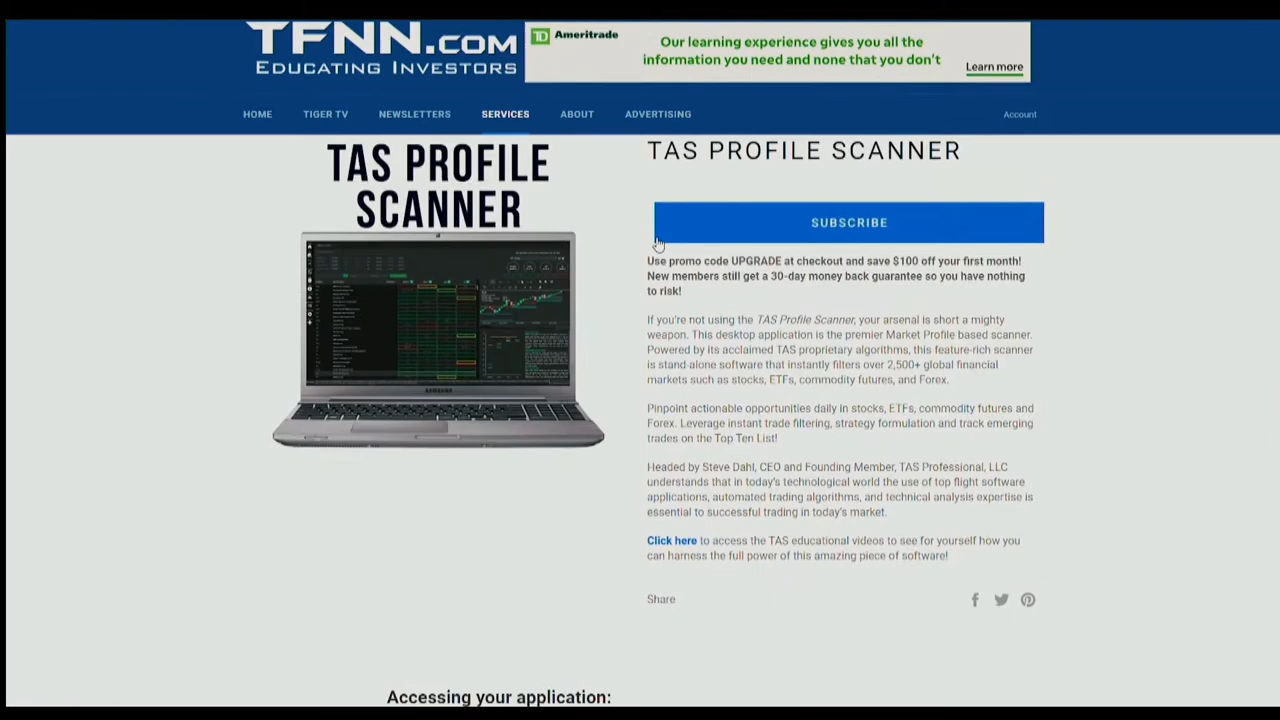 TFNN.COM
EDUCATING INVESTORS
TD Ameritrade
Our learning experience gives you all the
information you need and none that you don't
Learn more
HOME
TIGER TV
NEWSLETTERS
SERVICES
ABOUT
ADVERTISING
Account
TAS PROFILE
SCANNER
SAMSUNG
TAS PROFILE SCANNER
SUBSCRIBE
Use promo code UPGRADE at checkout and save $100 off your first month!
New members still get a 30-day money back guarantee so you have nothing
to risk!
If you're not using the TAS Profile Scanner, your arsenal is short a mighty
weapon. This desktop application is the premier Market Profile based scanner.
Powered by its acclaimed TAS proprietary algorithms, this feature-rich scanner
is stand-alone software that instantly filters over 2,500+ global financial
markets such as stocks, ETFs, commodity futures, and Forex.
Pinpoint actionable opportunities daily in stocks, ETFs, commodity futures and
Forex. Leverage instant trade filtering, strategy formulation and track emerging
trades on the Top Ten List!
Headed by Steve Dahl, CEO and Founding Member, TAS Professional, LLC
understands that in today's technological world the use of top flight software
applications, automated trading algorithms, and technical analysis expertise is
essential to successful trading in today's market.
Click here to access the TAS educational videos to see for yourself how you
can harness the full power of this amazing piece of software!
Share
Accessing your application: